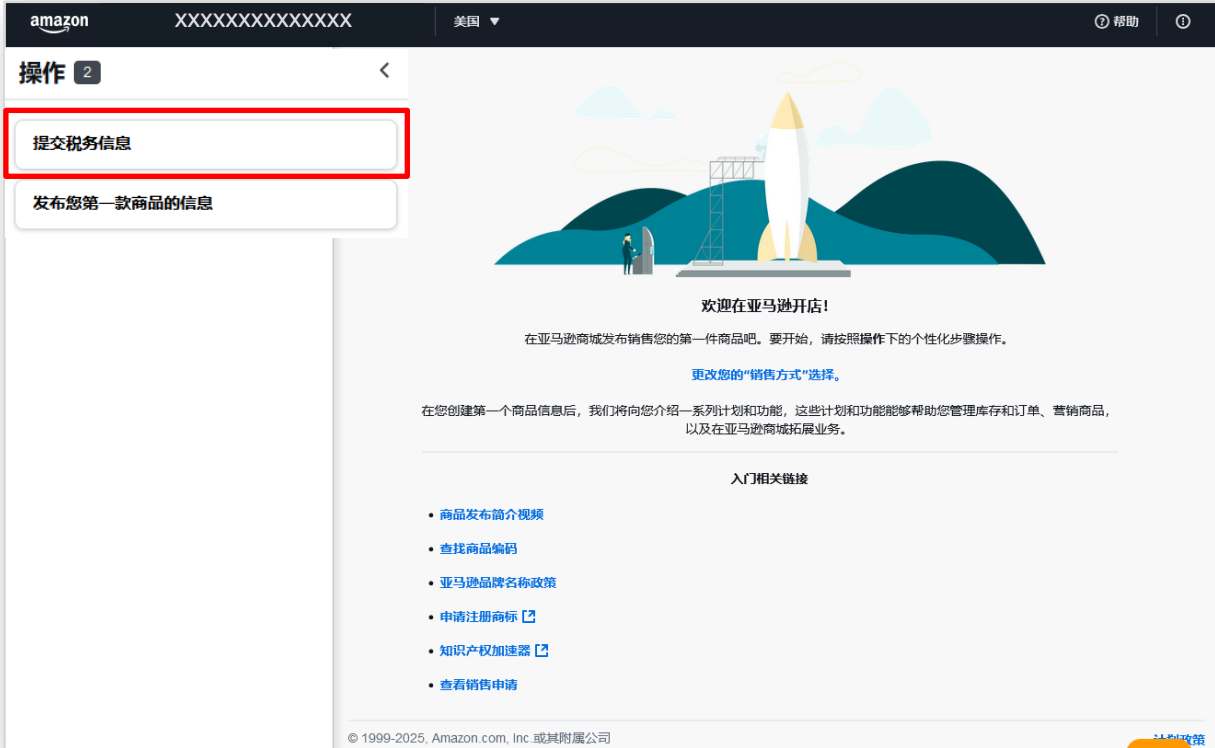 amazon XXXXXXXXXXXXXX 美国 ▼ 帮助
操作 2
提交税务信息
发布您第一款商品的信息
欢迎在亚马逊开店!
在亚马逊商城发布销售您的第一件商品吧。要开始，请按照操作下的个性化步骤操作。
更改您的“销售方式”选择。
在您创建第一个商品信息后，我们将向您介绍一系列计划和功能，这些计划和功能能够帮助您管理库存和订单、营销商品，
以及在亚马逊商城拓展业务。
入门相关链接
• 商品发布简介视频
• 查找商品编码
• 亚马逊品牌名称政策
• 申请注册商标
• 知识产权加速器
• 查看销售申请
© 1999-2025, Amazon.com, Inc.或其附属公司 计划政策